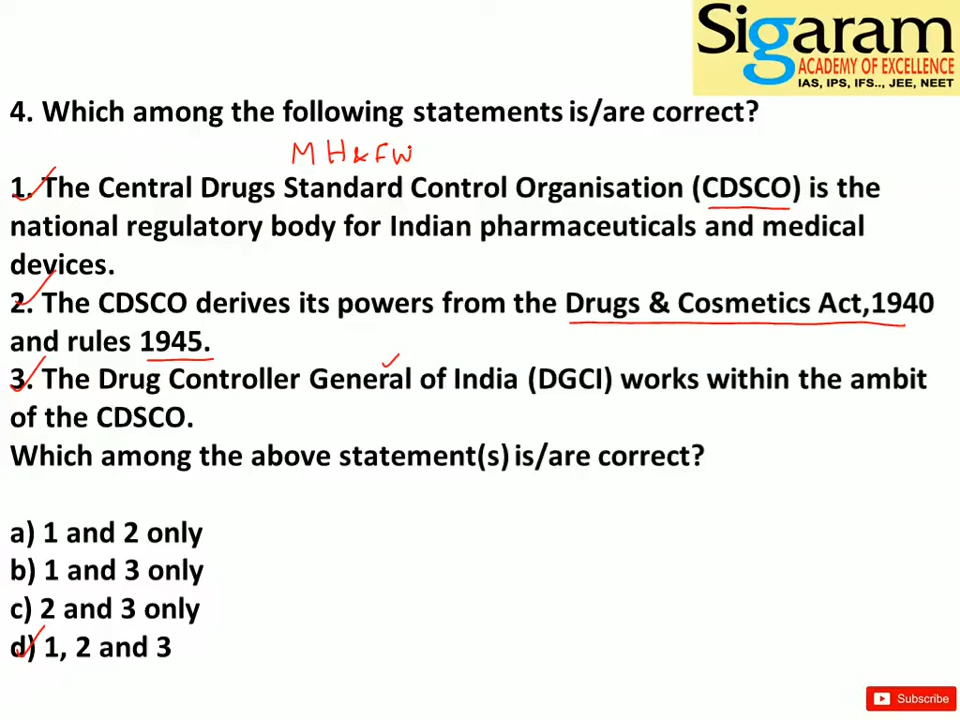 Sigaram
ACADEMY OF EXCELLENCE
IAS, IPS, IFS.., JEE, NEET
4. Which among the following statements is/are correct?
M H & F W
1. The Central Drugs Standard Control Organisation (CDSCO) is the
national regulatory body for Indian pharmaceuticals and medical
devices.
2. The CDSCO derives its powers from the Drugs & Cosmetics Act,1940
and rules 1945.
3. The Drug Controller General of India (DGCI) works within the ambit
of the CDSCO.
Which among the above statement(s) is/are correct?
a) 1 and 2 only
b) 1 and 3 only
c) 2 and 3 only
d) 1, 2 and 3
Subscribe